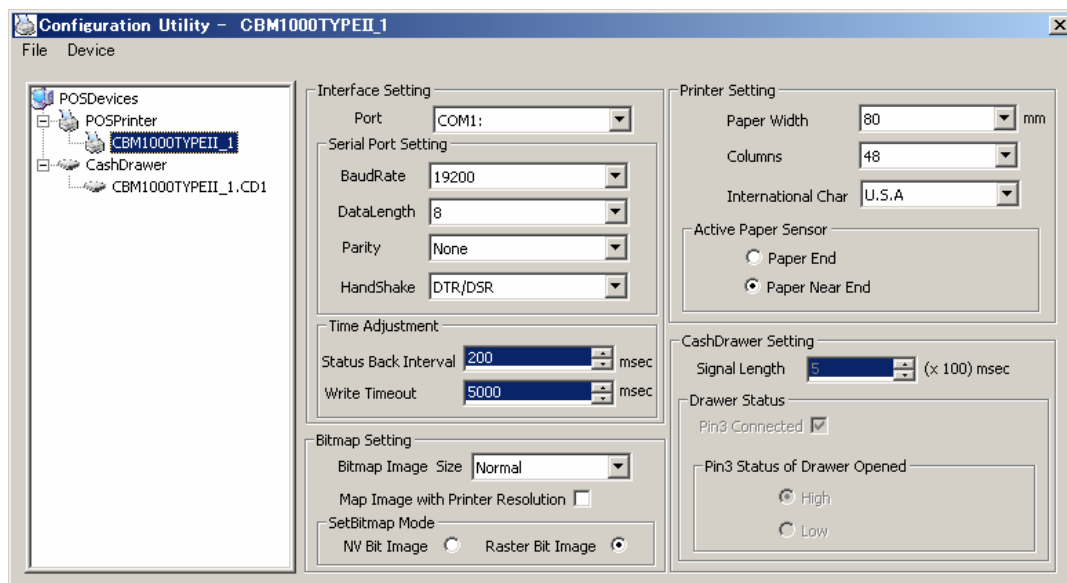 Configuration Utility - CBM1000TYPEII_1
File Device
POSDevices
POSPrinter
CBM1000TYPEII_1
CashDrawer
CBM1000TYPEII_1.CD1
Interface Setting
Port COM1:
Serial Port Setting
BaudRate 19200
DataLength 8
Parity None
HandShake DTR/DSR
Time Adjustment
Status Back Interval 200 msec
Write Timeout 5000 msec
Bitmap Setting
Bitmap Image Size Normal
Map Image with Printer Resolution
SetBitmap Mode
NV Bit Image Raster Bit Image
Printer Setting
Paper Width 80 mm
Columns 48
International Char U.S.A
Active Paper Sensor
Paper End
Paper Near End
CashDrawer Setting
Signal Length 5 (x 100) msec
Drawer Status
Pin3 Connected
Pin3 Status of Drawer Opened
High
Low